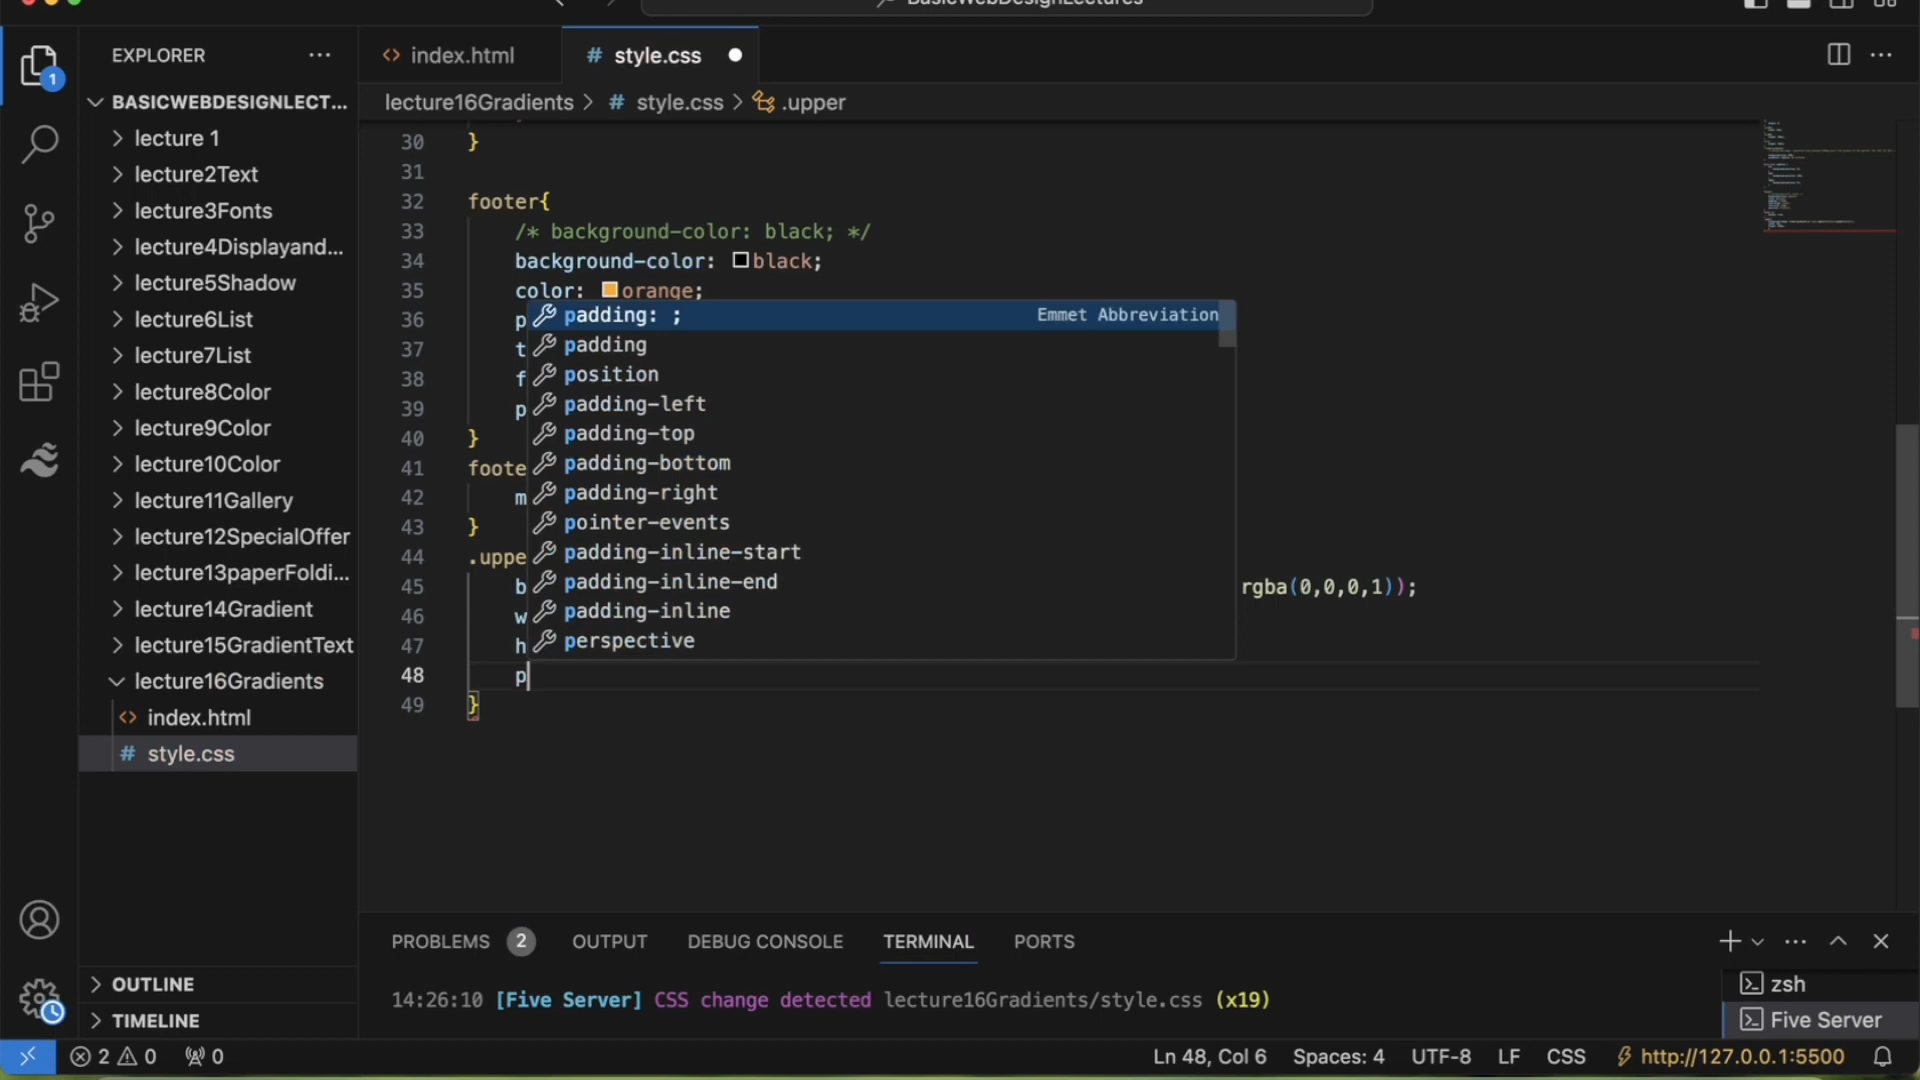 BasicWebDesignLectures
EXPLORER
index.html
# style.css
1
BASICWEBDESIGNLECT...
lecture 1
lecture2Text
lecture3Fonts
lecture4Displayand...
lecture5Shadow
lecture6List
lecture7List
lecture8Color
lecture9Color
lecture10Color
lecture11Gallery
lecture12SpecialOffer
lecture13paperFoldi...
lecture14Gradient
lecture15GradientText
lecture16Gradients
index.html
# style.css
OUTLINE
TIMELINE
lecture16Gradients > # style.css > .upper
30 }
31
32 footer{
33 /* background-color: black; */
34 background-color: black;
35 color: orange;
36 p
37 t
38 f
39 p
40 }
41 foote
42 m
43 }
44 .uppe
45 b rgba(0,0,0,1));
46 w
47 h
48 p
49 }
padding: ; Emmet Abbreviation
padding
position
padding-left
padding-top
padding-bottom
padding-right
pointer-events
padding-inline-start
padding-inline-end
padding-inline
perspective
PROBLEMS 2 OUTPUT DEBUG CONSOLE TERMINAL PORTS
14:26:10 [Five Server] CSS change detected lecture16Gradients/style.css (x19)
zsh
Five Server
2 0 0 Ln 48, Col 6 Spaces: 4 UTF-8 LF CSS http://127.0.0.1:5500